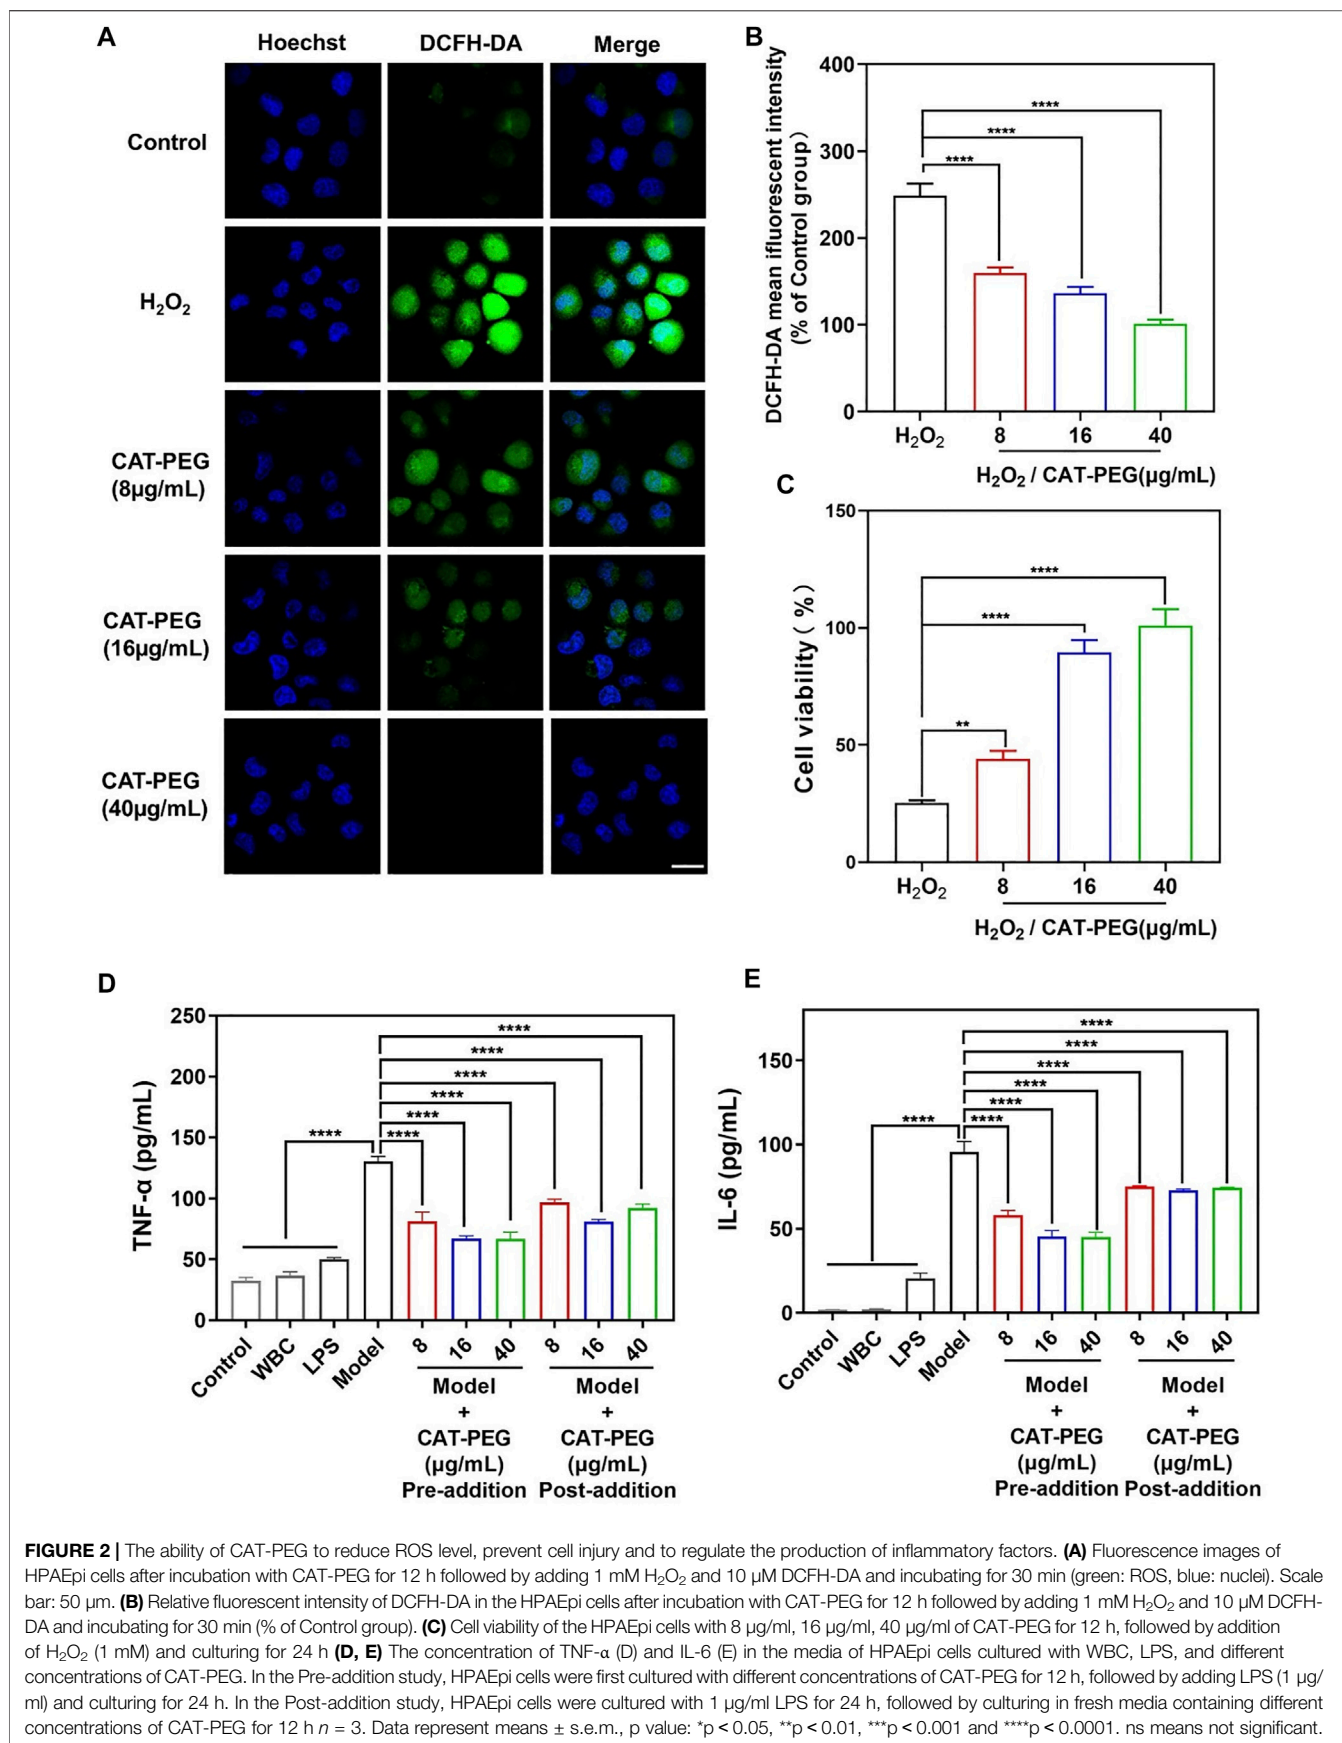 A
Hoechst DCFH-DA Merge
Control
H₂O₂
CAT-PEG
(8µg/mL)
CAT-PEG
(16µg/mL)
CAT-PEG
(40µg/mL)
B
DCFH-DA mean ifluorescent intensity
(% of Control group)
400
300
200
100
0
****
****
****
H₂O₂ 8 16 40
H₂O₂ / CAT-PEG(µg/mL)
C
Cell viability ( %)
150
100
50
0
****
****
**
H₂O₂ 8 16 40
H₂O₂ / CAT-PEG(µg/mL)
D
TNF-α (pg/mL)
250
200
150
100
50
0
****
****
****
****
****
****
****
Control WBC LPS Model 8 16 40 8 16 40
Model Model
+ +
CAT-PEG CAT-PEG
(µg/mL) (µg/mL)
Pre-addition Post-addition
E
IL-6 (pg/mL)
150
100
50
0
****
****
****
****
****
****
****
Control WBC LPS Model 8 16 40 8 16 40
Model Model
+ +
CAT-PEG CAT-PEG
(µg/mL) (µg/mL)
Pre-addition Post-addition
FIGURE 2 | The ability of CAT-PEG to reduce ROS level, prevent cell injury and to regulate the production of inflammatory factors. (A) Fluorescence images of
HPAEpi cells after incubation with CAT-PEG for 12 h followed by adding 1 mM H₂O₂ and 10 µM DCFH-DA and incubating for 30 min (green: ROS, blue: nuclei). Scale
bar: 50 µm. (B) Relative fluorescent intensity of DCFH-DA in the HPAEpi cells after incubation with CAT-PEG for 12 h followed by adding 1 mM H₂O₂ and 10 µM DCFH-
DA and incubating for 30 min (% of Control group). (C) Cell viability of the HPAEpi cells with 8 µg/ml, 16 µg/ml, 40 µg/ml of CAT-PEG for 12 h, followed by addition
of H₂O₂ (1 mM) and culturing for 24 h (D, E) The concentration of TNF-α (D) and IL-6 (E) in the media of HPAEpi cells cultured with WBC, LPS, and different
concentrations of CAT-PEG. In the Pre-addition study, HPAEpi cells were first cultured with different concentrations of CAT-PEG for 12 h, followed by adding LPS (1 µg/
ml) and culturing for 24 h. In the Post-addition study, HPAEpi cells were cultured with 1 µg/ml LPS for 24 h, followed by culturing in fresh media containing different
concentrations of CAT-PEG for 12 h n = 3. Data represent means ± s.e.m., p value: *p < 0.05, **p < 0.01, ***p < 0.001 and ****p < 0.0001. ns means not significant.